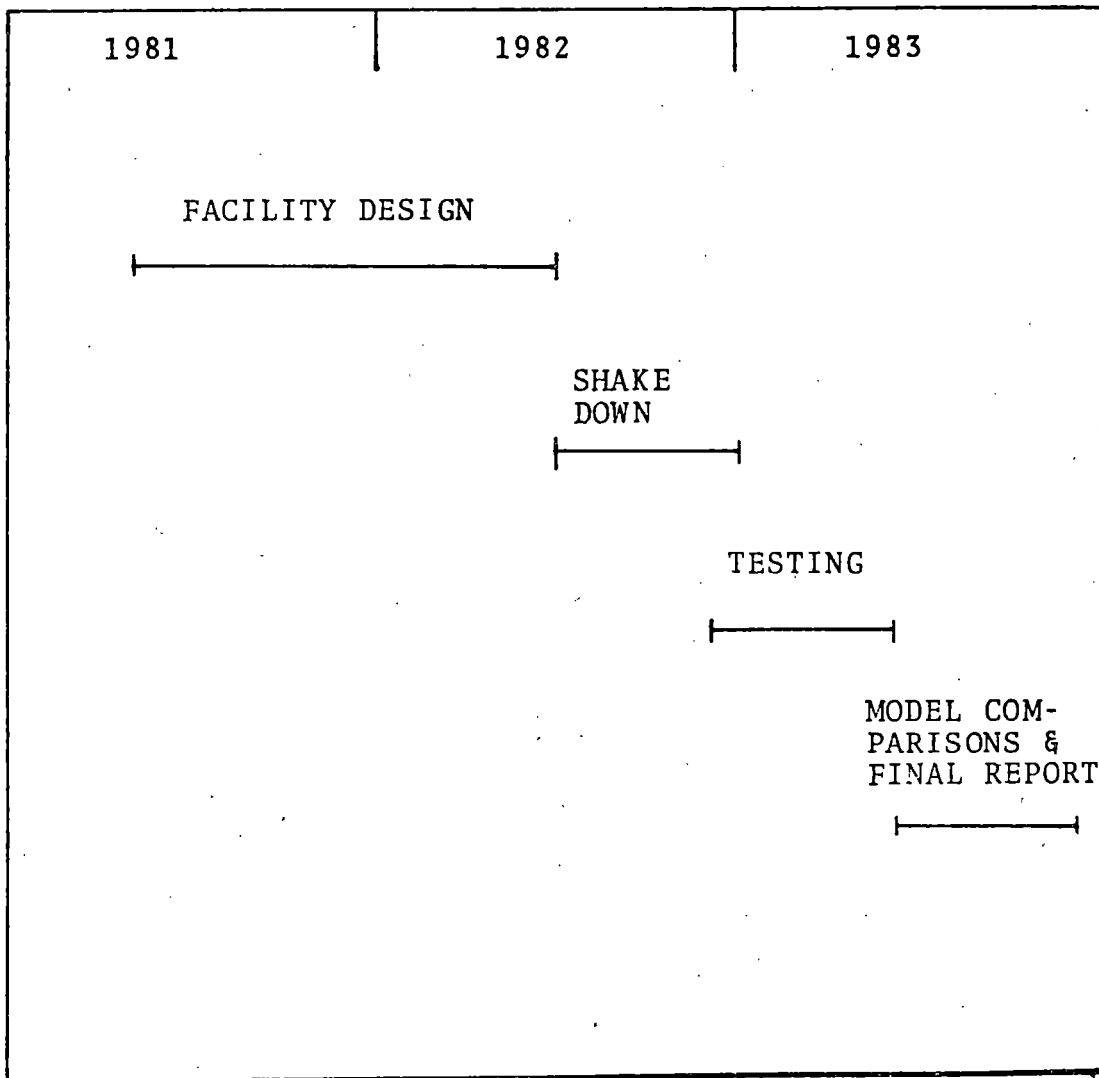 1981 1982 1983
FACILITY DESIGN
SHAKE
DOWN
TESTING
MODEL COM-
PARISONS &
FINAL REPORT